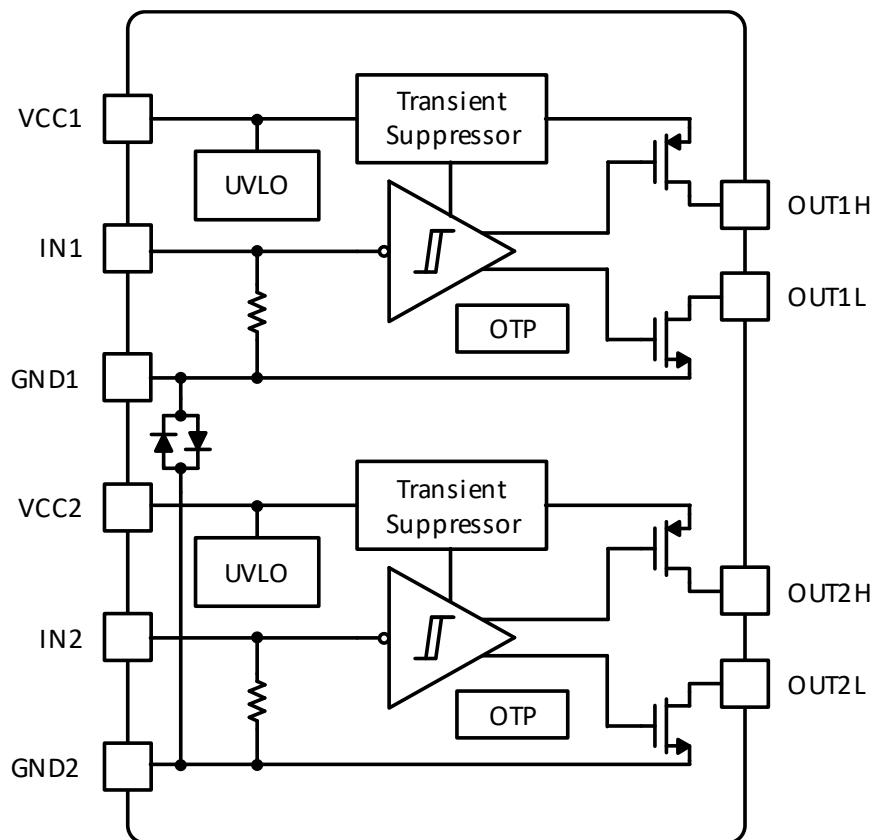 VCC1
Transient
Suppressor
UVLO
OUT1H
IN1
OUT1L
OTP
GND1
VCC2
Transient
Suppressor
UVLO
OUT2H
IN2
OUT2L
OTP
GND2